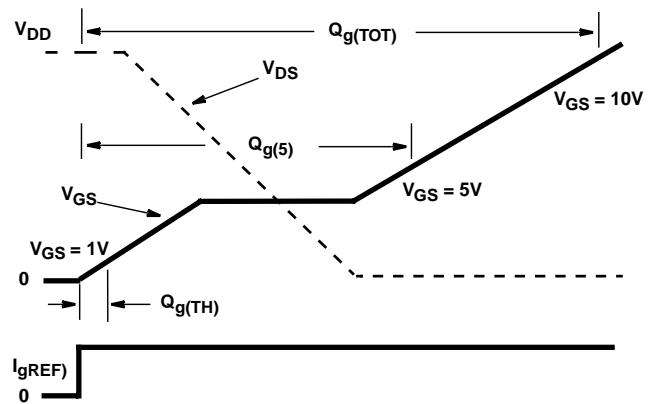 V_DD
Q_g(TOT)
V_DS
V_GS = 10V
Q_g(5)
V_GS
V_GS = 5V
V_GS = 1V
0
Q_g(TH)
I_gREF)
0